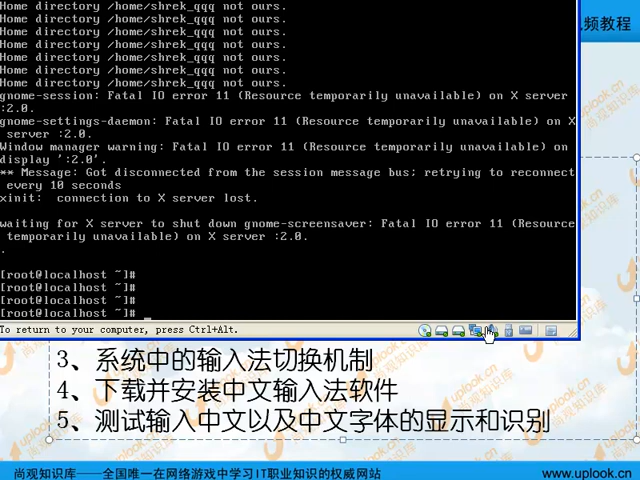 Home directory /home/shrek_qqq not ours.
Home directory /home/shrek_qqq not ours.
Home directory /home/shrek_qqq not ours.
Home directory /home/shrek_qqq not ours.
Home directory /home/shrek_qqq not ours.
Home directory /home/shrek_qqq not ours.
Home directory /home/shrek_qqq not ours.
gnome-session: Fatal IO error 11 (Resource temporarily unavailable) on X server
:2.0.
gnome-settings-daemon: Fatal IO error 11 (Resource temporarily unavailable) on X
server :2.0.
Window manager warning: Fatal IO error 11 (Resource temporarily unavailable) on
display ':2.0'.
** Message: Got disconnected from the session message bus; retrying to reconnect
every 10 seconds
xinit:  connection to X server lost.
waiting for X server to shut down gnome-screensaver: Fatal IO error 11 (Resource
temporarily unavailable) on X server :2.0.
.
[root@localhost ~]#
[root@localhost ~]#
[root@localhost ~]#
[root@localhost ~]# _
To return to your computer, press Ctrl+Alt.
频教程
3、系统中的输入法切换机制
4、下载并安装中文输入法软件
5、测试输入中文以及中文字体的显示和识别
尚观知识库——全国唯一在网络游戏中学习IT职业知识的权威网站
www.uplook.cn